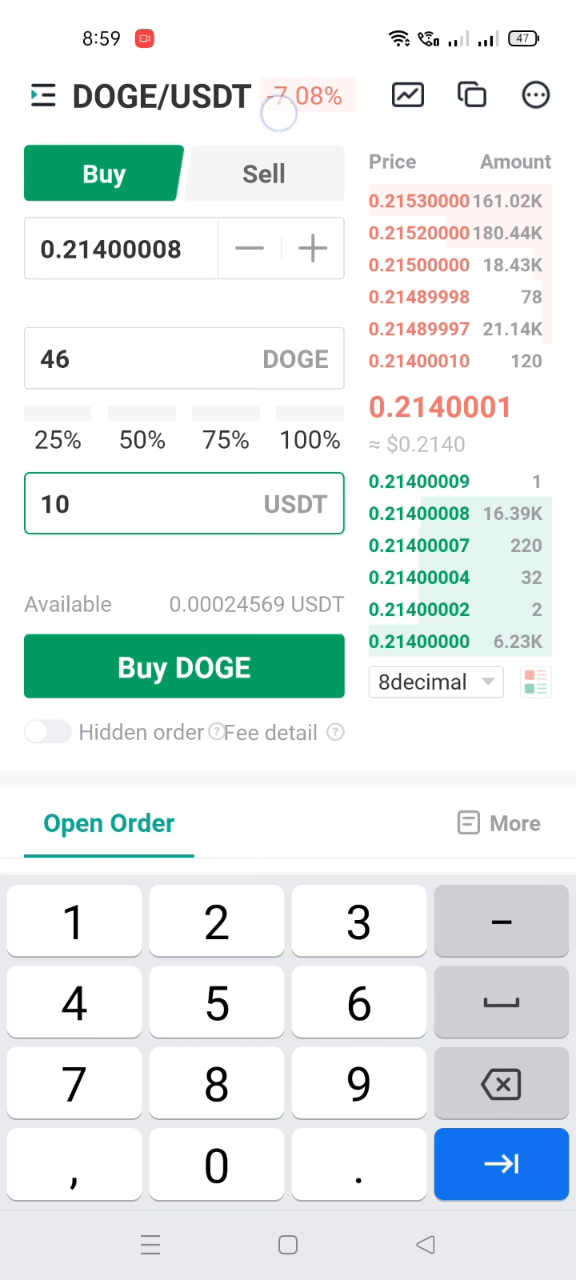 8:59
47
DOGE/USDT -7.08%
Buy
Sell
0.21400008
46 DOGE
25% 50% 75% 100%
10 USDT
Available 0.00024569 USDT
Buy DOGE
Hidden order ? Fee detail ?
Price Amount
0.21530000 161.02K
0.21520000 180.44K
0.21500000 18.43K
0.21489998 78
0.21489997 21.14K
0.21400010 120
0.2140001
≈ $0.2140
0.21400009 1
0.21400008 16.39K
0.21400007 220
0.21400004 32
0.21400002 2
0.21400000 6.23K
8decimal
Open Order
More
1 2 3 –
4 5 6
7 8 9
, 0 .